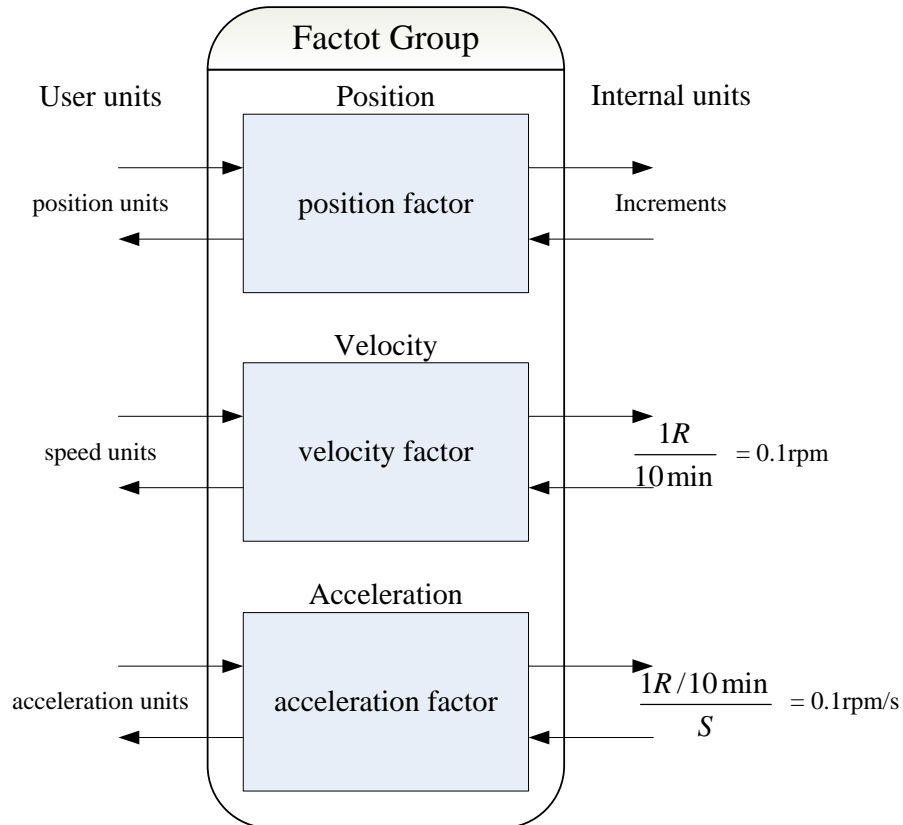 Factot Group
User units
Position
Internal units
position units
position factor
Increments
Velocity
speed units
velocity factor
1R
10 min
= 0.1rpm
Acceleration
acceleration units
acceleration factor
1R / 10 min
S
= 0.1rpm/s